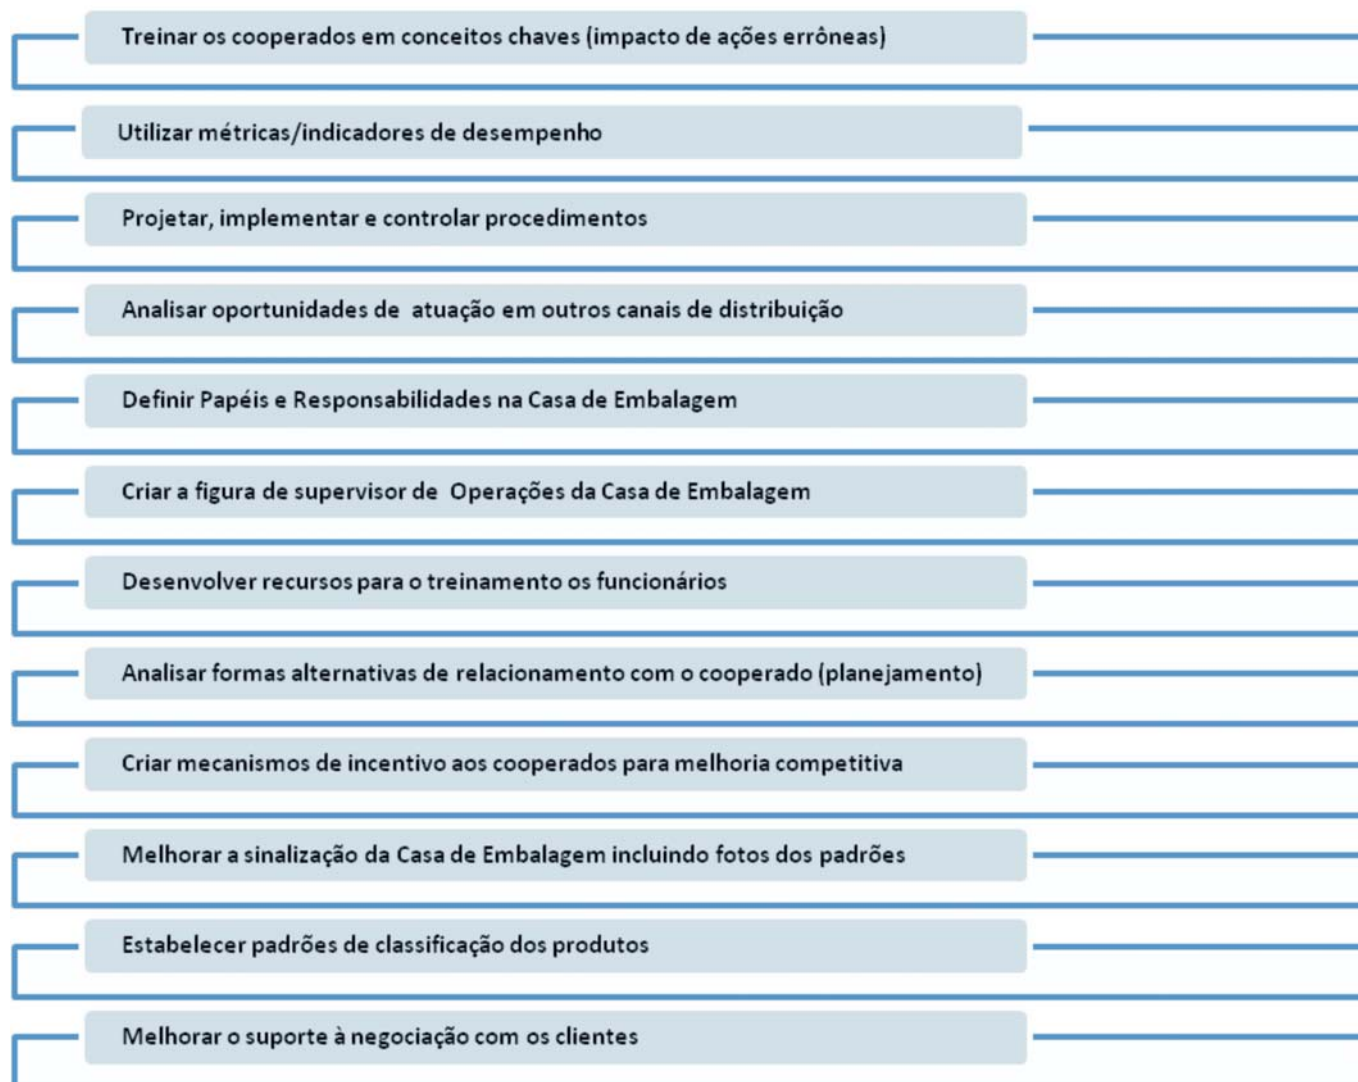 Treinar os cooperados em conceitos chaves (impacto de ações errôneas)
Utilizar métricas/indicadores de desempenho
Projetar, implementar e controlar procedimentos
Analisar oportunidades de atuação em outros canais de distribuição
Definir Papéis e Responsabilidades na Casa de Embalagem
Criar a figura de supervisor de Operações da Casa de Embalagem
Desenvolver recursos para o treinamento os funcionários
Analisar formas alternativas de relacionamento com o cooperado (planejamento)
Criar mecanismos de incentivo aos cooperados para melhoria competitiva
Melhorar a sinalização da Casa de Embalagem incluindo fotos dos padrões
Estabelecer padrões de classificação dos produtos
Melhorar o suporte à negociação com os clientes